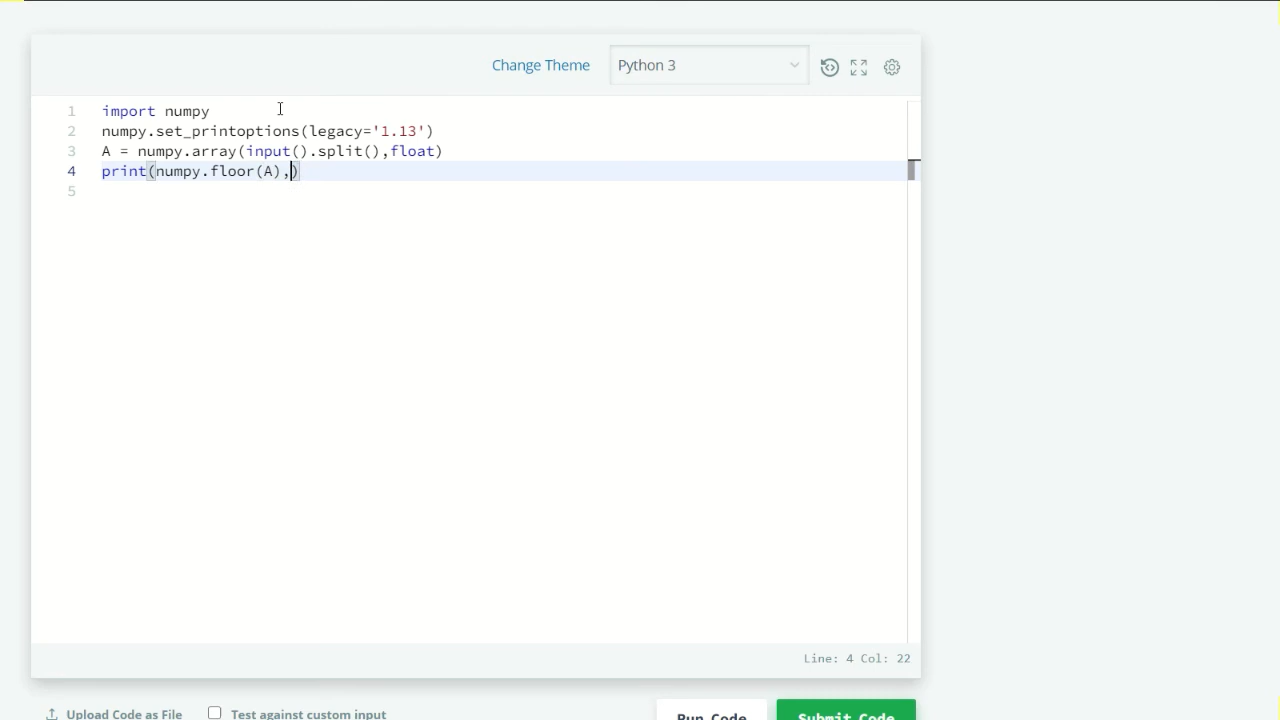 Change Theme Python 3
1 import numpy
2 numpy.set_printoptions(legacy='1.13')
3 A = numpy.array(input().split(),float)
4 print(numpy.floor(A),)
5
Line: 4 Col: 22
Upload Code as File Test against custom input Run Code Submit Code